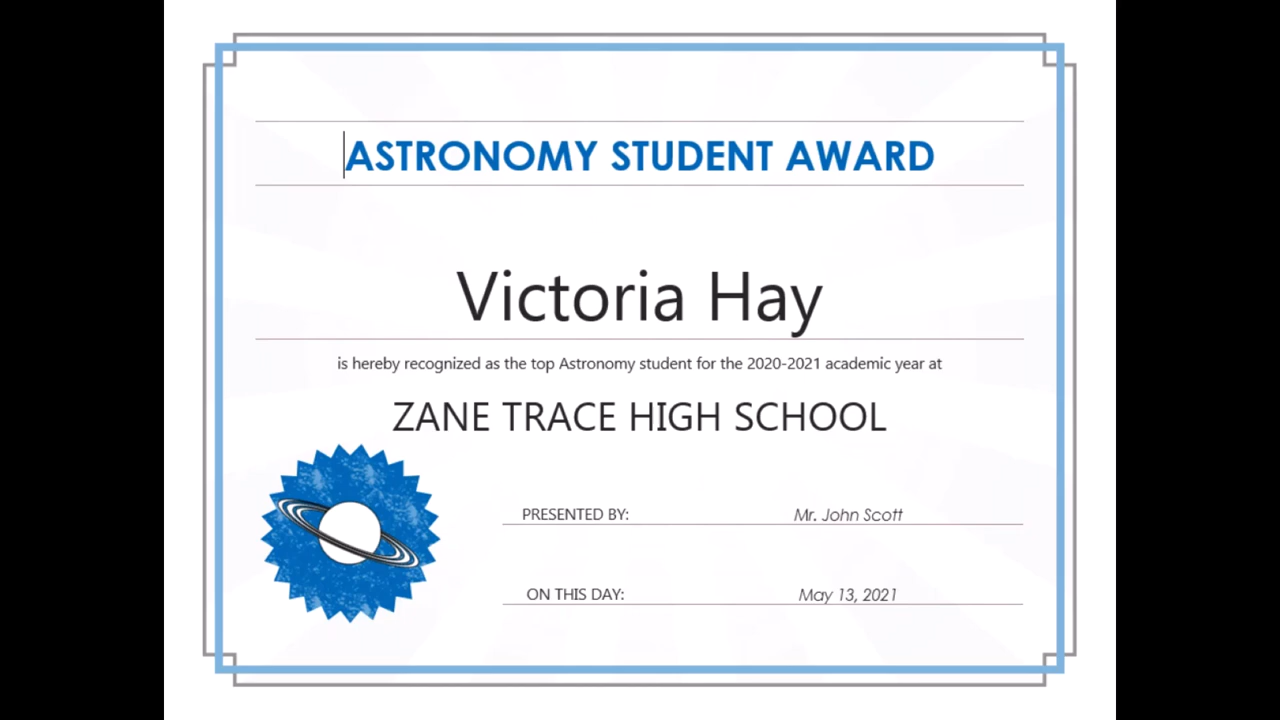 ASTRONOMY STUDENT AWARD
Victoria Hay
is hereby recognized as the top Astronomy student for the 2020-2021 academic year at
ZANE TRACE HIGH SCHOOL
PRESENTED BY: Mr. John Scott
ON THIS DAY: May 13, 2021